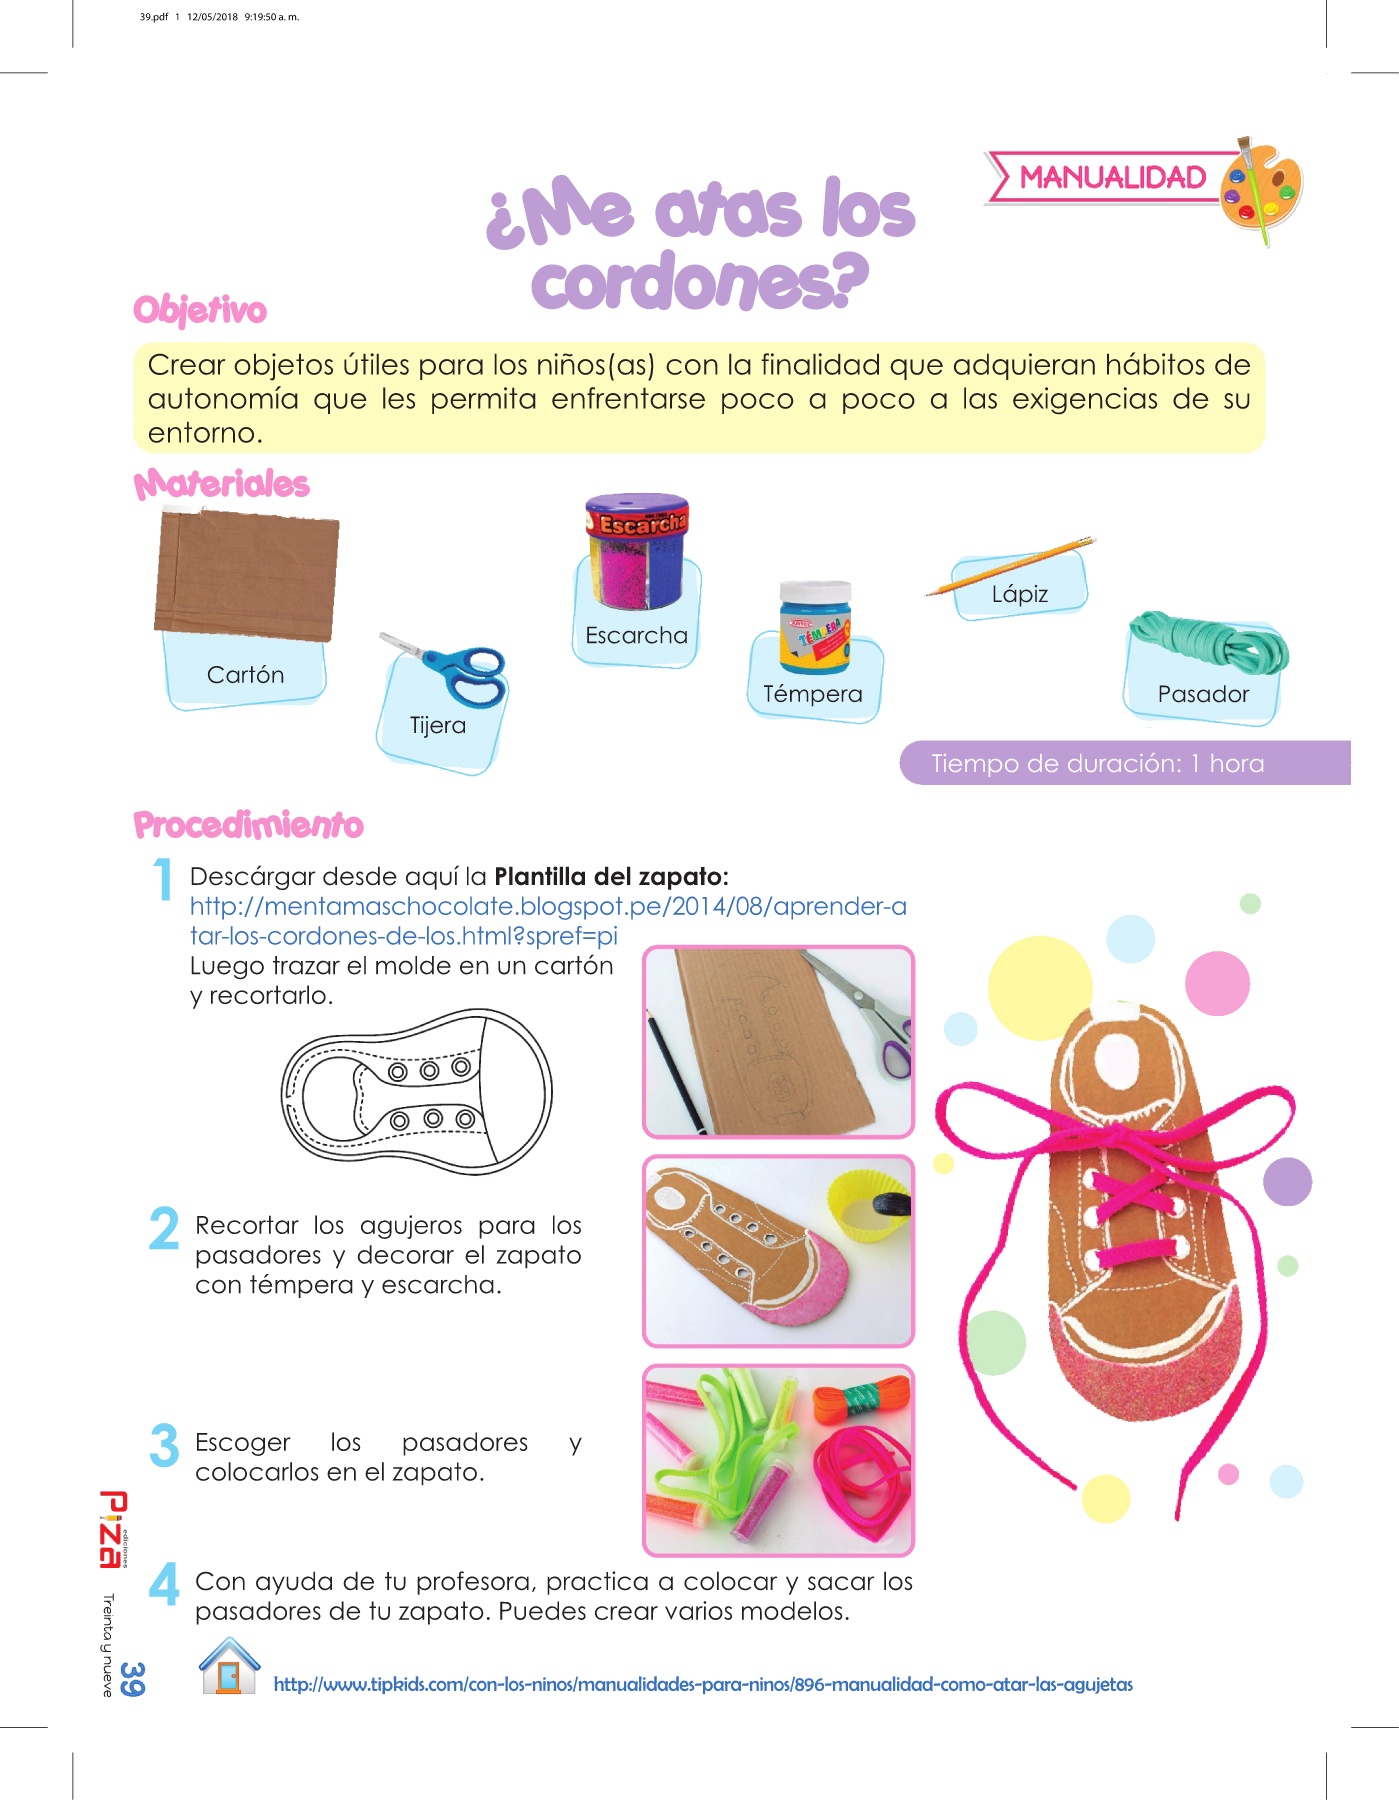 39.pdf 1 12/05/2018 9:19:50 a. m.
MANUALIDAD
¿Me atas los
cordones?
Objetivo
Crear objetos útiles para los niños(as) con la finalidad que adquieran hábitos de
autonomía que les permita enfrentarse poco a poco a las exigencias de su
entorno.
Materiales
Escarcha
TÉMPERA
Cartón
Tijera
Escarcha
Témpera
Lápiz
Pasador
Tiempo de duración: 1 hora
Procedimiento
1
Descárgar desde aquí la Plantilla del zapato:
http://mentamaschocolate.blogspot.pe/2014/08/aprender-a
tar-los-cordones-de-los.html?spref=pi
Luego trazar el molde en un cartón
y recortarlo.
2
Recortar los agujeros para los
pasadores y decorar el zapato
con témpera y escarcha.
3
Escoger los pasadores y
colocarlos en el zapato.
4
Con ayuda de tu profesora, practica a colocar y sacar los
pasadores de tu zapato. Puedes crear varios modelos.
http://www.tipkids.com/con-los-ninos/manualidades-para-ninos/896-manualidad-como-atar-las-agujetas
Piza
ediciones
Treinta y nueve
39